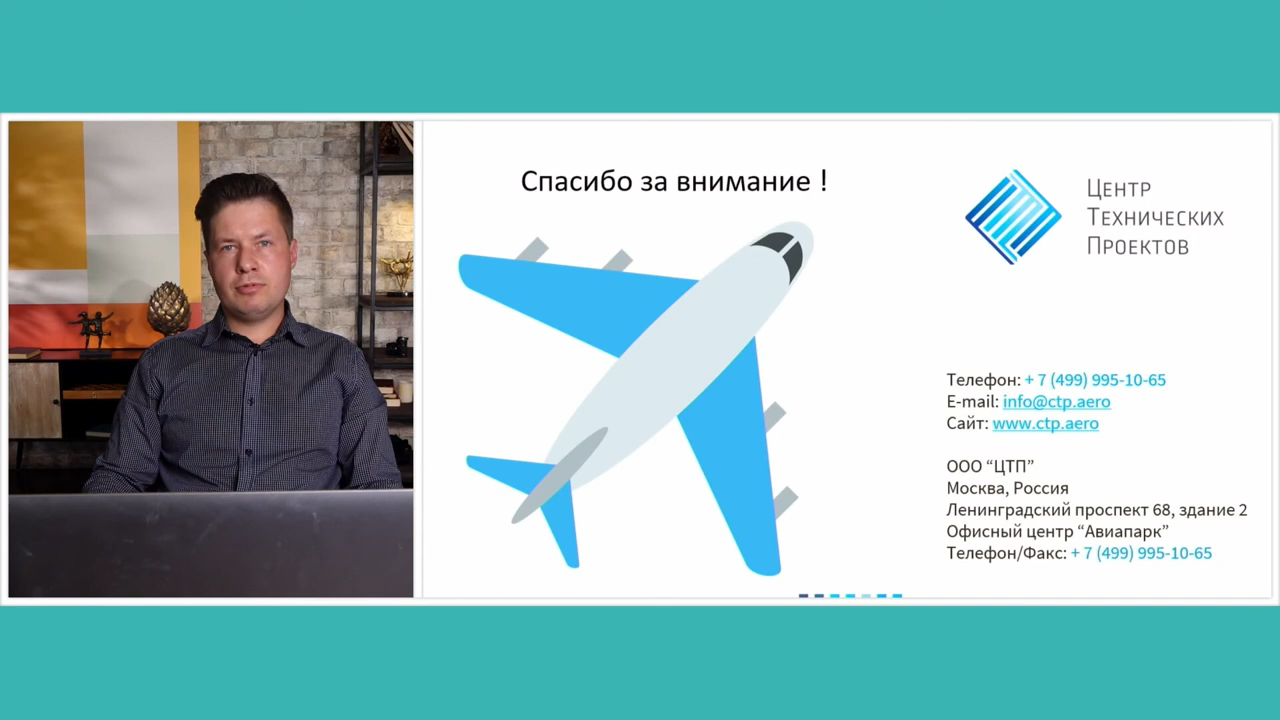 Спасибо за внимание !
Центр
Технических
Проектов
Телефон: + 7 (499) 995-10-65
E-mail: info@ctp.aero
Сайт: www.ctp.aero
ООО “ЦТП”
Москва, Россия
Ленинградский проспект 68, здание 2
Офисный центр “Авиапарк”
Телефон/Факс: + 7 (499) 995-10-65